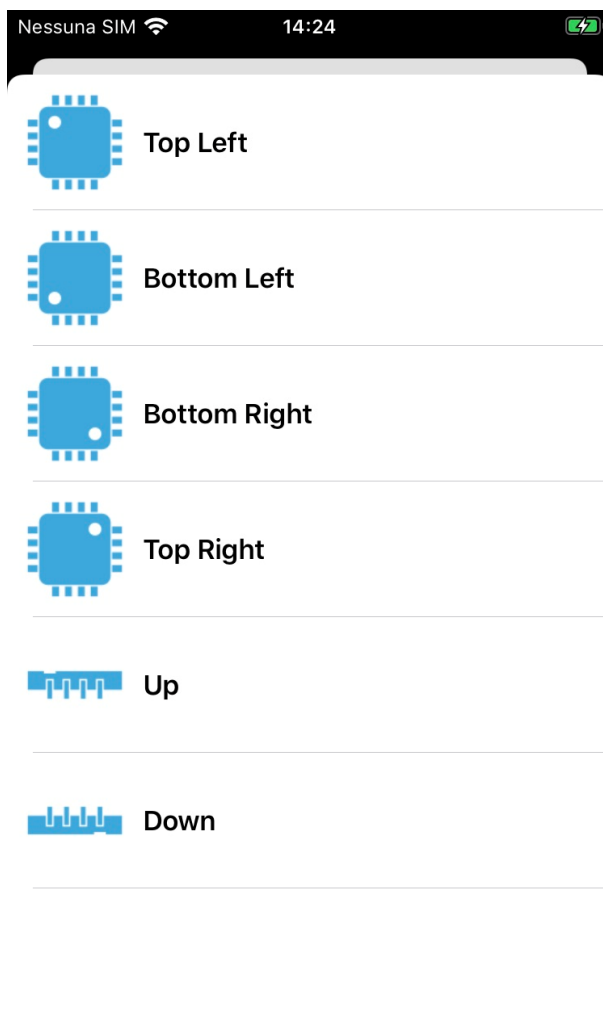 Nessuna SIM 14:24
Top Left
Bottom Left
Bottom Right
Top Right
Up
Down